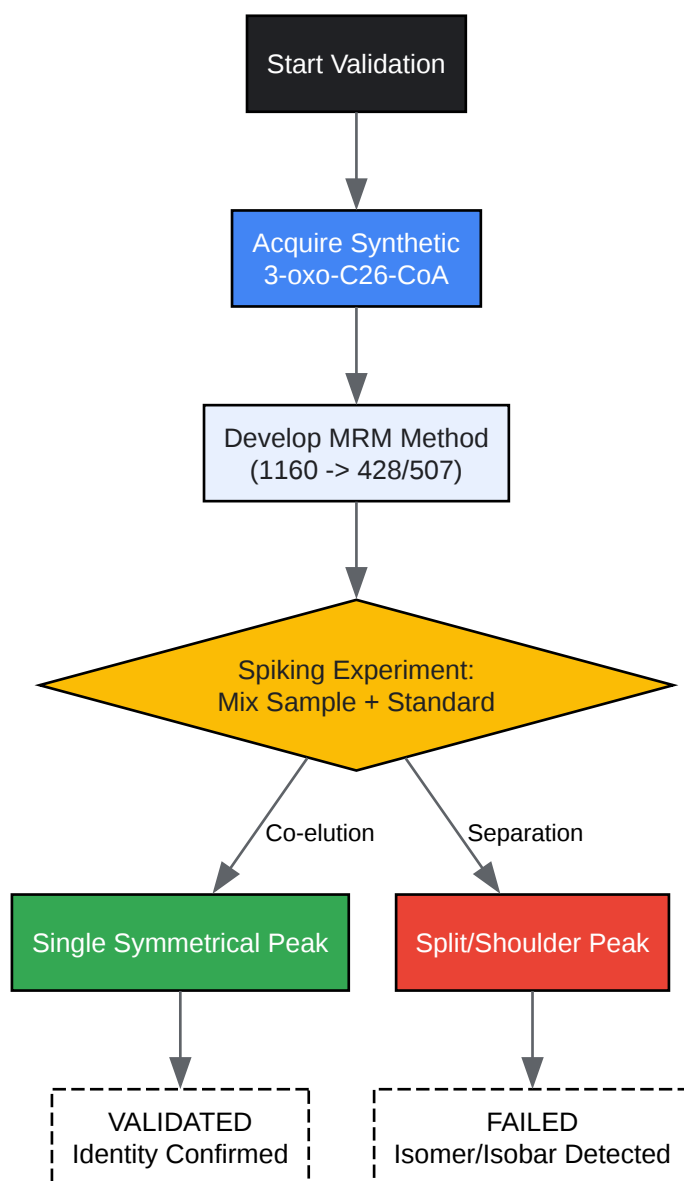 Start Validation
Acquire Synthetic
3-oxo-C26-CoA
Develop MRM Method
(1160 -> 428/507)
Spiking Experiment:
Mix Sample + Standard
Co-elution
Separation
Single Symmetrical Peak
Split/Shoulder Peak
VALIDATED
Identity Confirmed
FAILED
Isomer/Isobar Detected